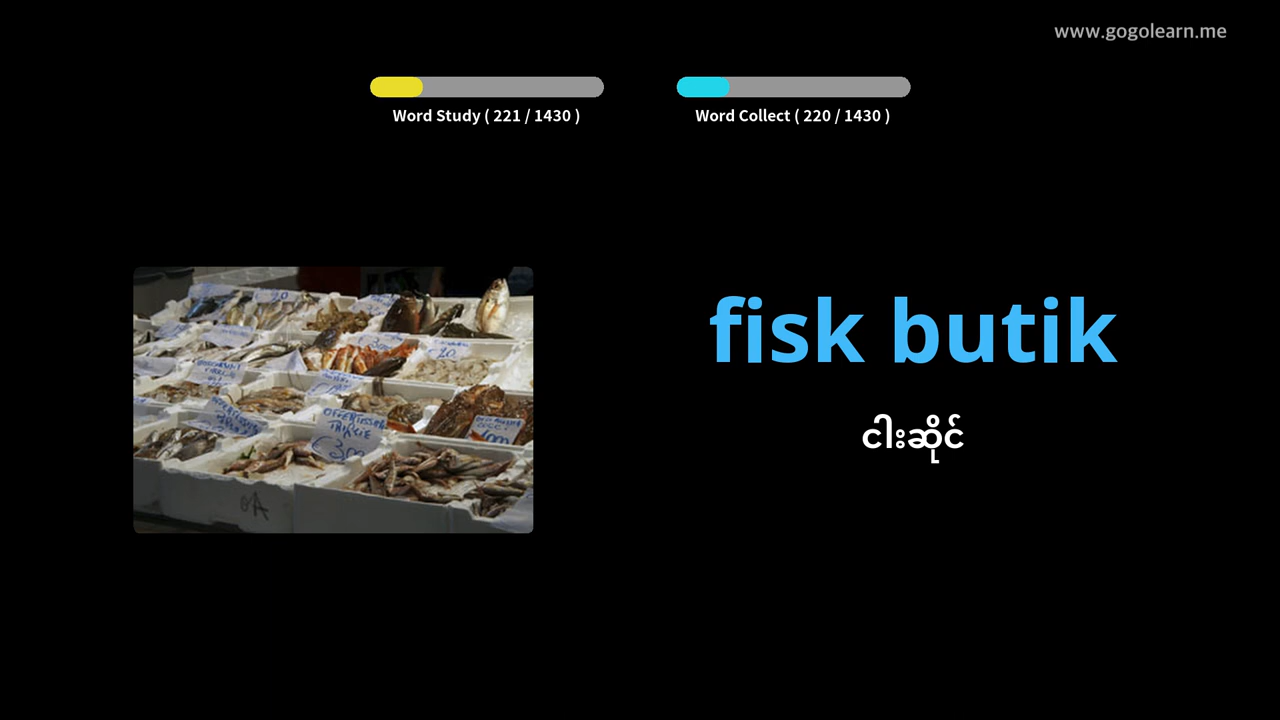 www.gogolearn.me
Word Study ( 221 / 1430 )
Word Collect ( 220 / 1430 )
fisk butik
ငါးဆိုင်